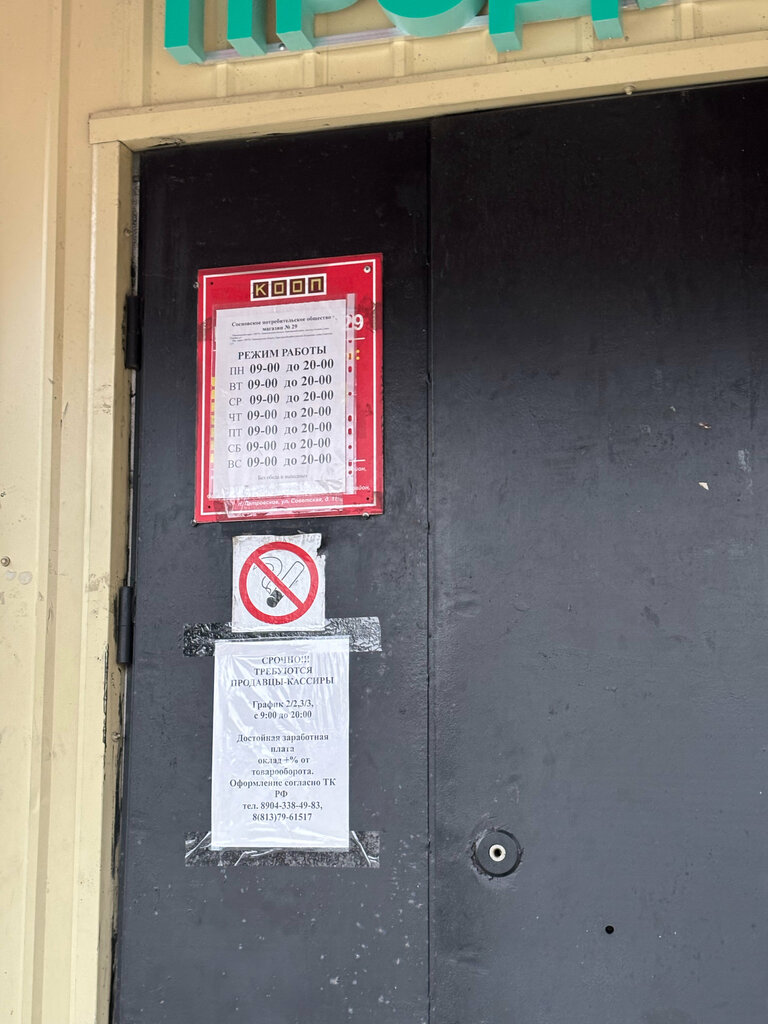 ПРОД
КООП
Сосновское потребительское общество -
магазин № 29
29
РЕЖИМ РАБОТЫ
ПН 09-00 до 20-00
ВТ 09-00 до 20-00
СР 09-00 до 20-00
ЧТ 09-00 до 20-00
ПТ 09-00 до 20-00
СБ 09-00 до 20-00
ВС 09-00 до 20-00
Без обеда и выходных
ул. Советская, д.
СРОЧНО!!!
ТРЕБУЮТСЯ
ПРОДАВЦЫ-КАССИРЫ
График 2/2,3/3,
с 9:00 до 20:00
Достойная заработная
плата
оклад +% от
товарооборота.
Оформление согласно ТК
РФ
тел. 8904-338-49-83,
8(813)79-61517